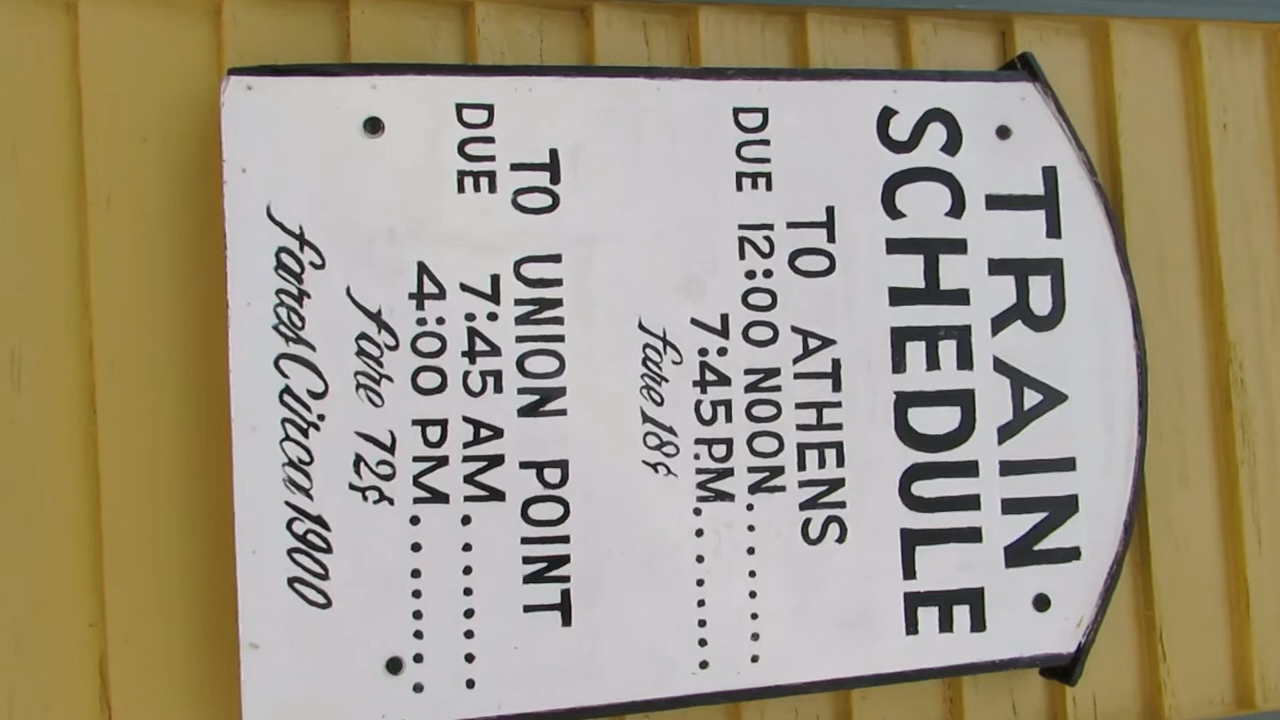 TRAIN
SCHEDULE
TO ATHENS
DUE 12:00 NOON........
7:45 P.M.........
fare 18¢
TO UNION POINT
DUE 7:45 AM.........
4:00 PM.........
fare 72¢
fares Circa 1900